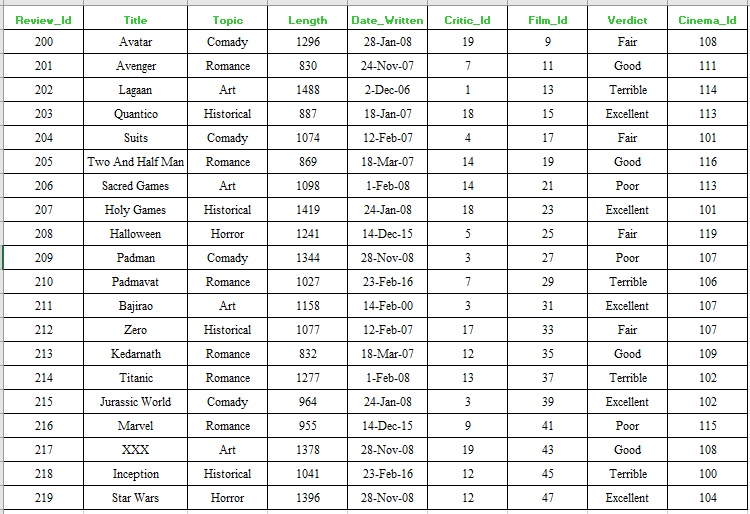 Review_Id Title Topic Length Date_Written Critic_Id Film_Id Verdict Cinema_Id
200 Avatar Comady 1296 28-Jan-08 19 9 Fair 108
201 Avenger Romance 830 24-Nov-07 7 11 Good 111
202 Lagaan Art 1488 2-Dec-06 1 13 Terrible 114
203 Quantico Historical 887 18-Jan-07 18 15 Excellent 113
204 Suits Comady 1074 12-Feb-07 4 17 Fair 101
205 Two And Half Man Romance 869 18-Mar-07 14 19 Good 116
206 Sacred Games Art 1098 1-Feb-08 14 21 Poor 113
207 Holy Games Historical 1419 24-Jan-08 18 23 Excellent 101
208 Halloween Horror 1241 14-Dec-15 5 25 Fair 119
209 Padman Comady 1344 28-Nov-08 3 27 Poor 107
210 Padmavat Romance 1027 23-Feb-16 7 29 Terrible 106
211 Bajirao Art 1158 14-Feb-00 3 31 Excellent 107
212 Zero Historical 1077 12-Feb-07 17 33 Fair 107
213 Kedarnath Romance 832 18-Mar-07 12 35 Good 109
214 Titanic Romance 1277 1-Feb-08 13 37 Terrible 102
215 Jurassic World Comady 964 24-Jan-08 3 39 Excellent 102
216 Marvel Romance 955 14-Dec-15 9 41 Poor 115
217 XXX Art 1378 28-Nov-08 19 43 Good 108
218 Inception Historical 1041 23-Feb-16 12 45 Terrible 100
219 Star Wars Horror 1396 28-Nov-08 12 47 Excellent 104